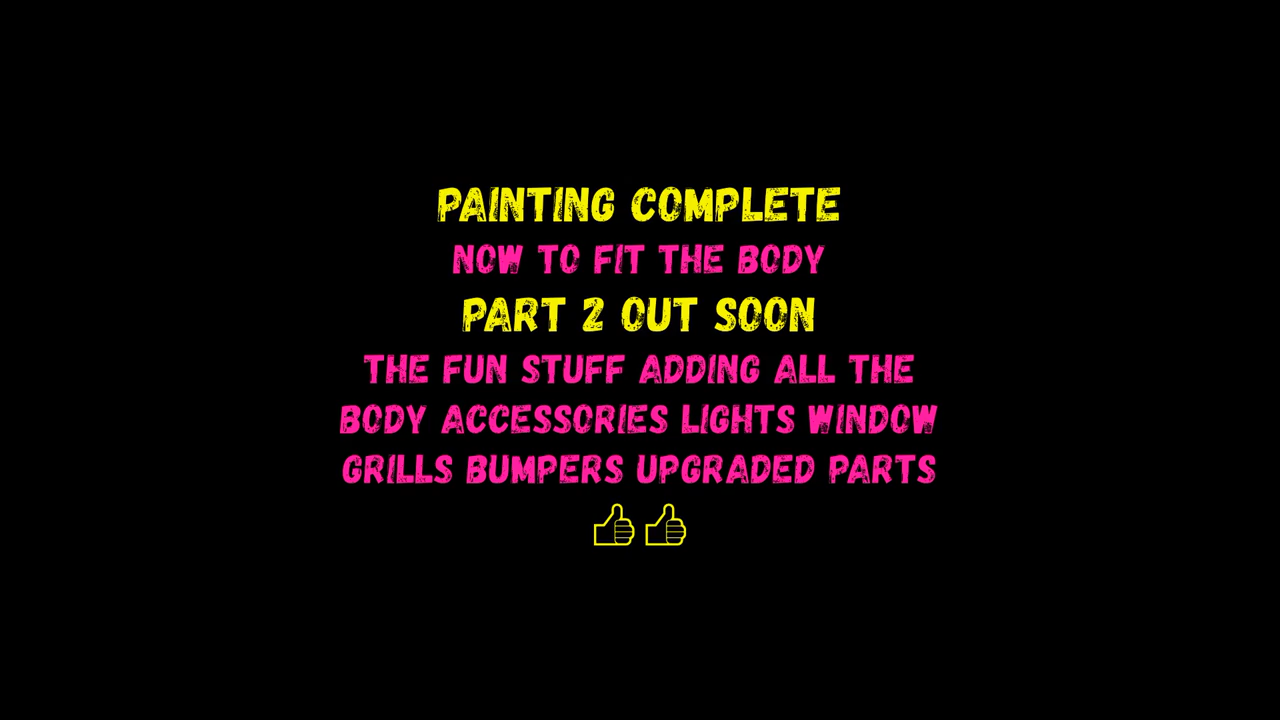 PAINTING COMPLETE
NOW TO FIT THE BODY
PART 2 OUT SOON
THE FUN STUFF ADDING ALL THE
BODY ACCESSORIES LIGHTS WINDOW
GRILLS BUMPERS UPGRADED PARTS
👍👍